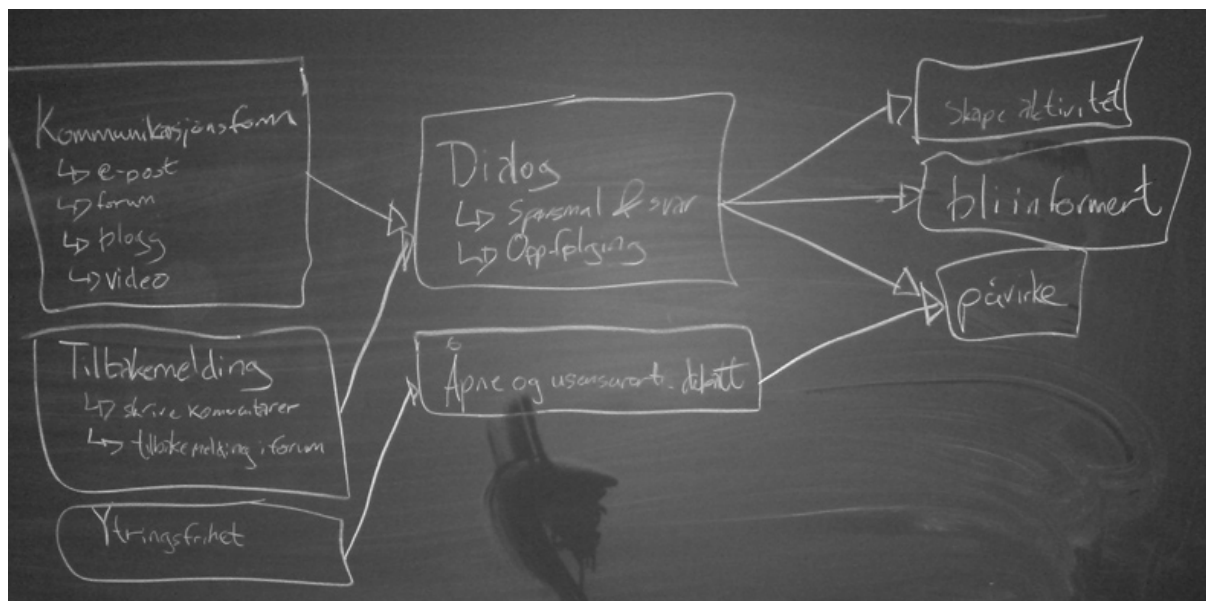 Kommunikasjonsform
↳ e-post
↳ forum
↳ blogg
↳ video
Tilbakemelding
↳ skrive komentarer
↳ tilbakemelding i forum
Ytringsfrihet
Dialog
↳ Spørsmål & svar
↳ Oppfølging
Åpne og usensurert debatt
skape aktivitet
bli informert
påvirke